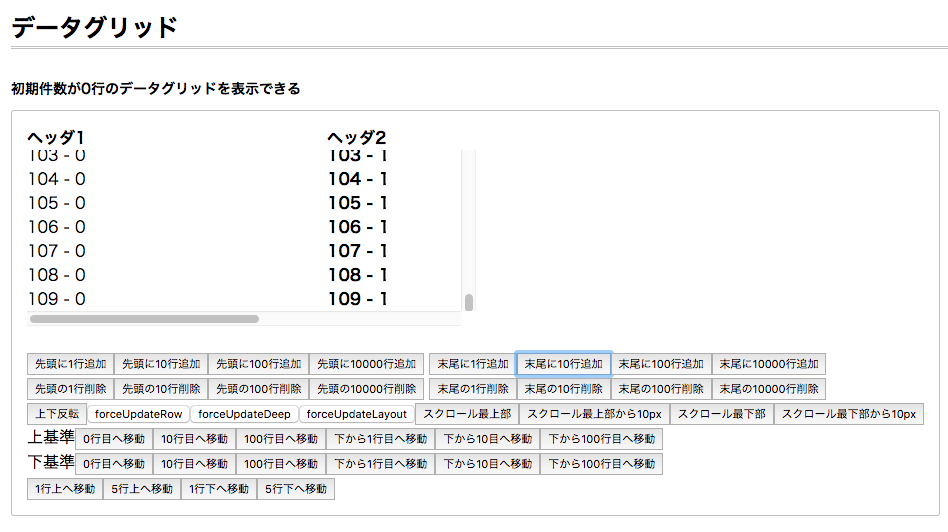 データグリッド
初期件数が0行のデータグリッドを表示できる
ヘッダ1 ヘッダ2
103 - 0 103 - 1
104 - 0 104 - 1
105 - 0 105 - 1
106 - 0 106 - 1
107 - 0 107 - 1
108 - 0 108 - 1
109 - 0 109 - 1
先頭に1行追加 先頭に10行追加 先頭に100行追加 先頭に10000行追加 末尾に1行追加 末尾に10行追加 末尾に100行追加 末尾に10000行追加
先頭の1行削除 先頭の10行削除 先頭の100行削除 先頭の10000行削除 末尾の1行削除 末尾の10行削除 末尾の100行削除 末尾の10000行削除
上下反転 forceUpdateRow forceUpdateDeep forceUpdateLayout スクロール最上部 スクロール最上部から10px スクロール最下部 スクロール最下部から10px
上基準 0行目へ移動 10行目へ移動 100行目へ移動 下から1行目へ移動 下から10目へ移動 下から100行目へ移動
下基準 0行目へ移動 10行目へ移動 100行目へ移動 下から1行目へ移動 下から10目へ移動 下から100行目へ移動
1行上へ移動 5行上へ移動 1行下へ移動 5行下へ移動